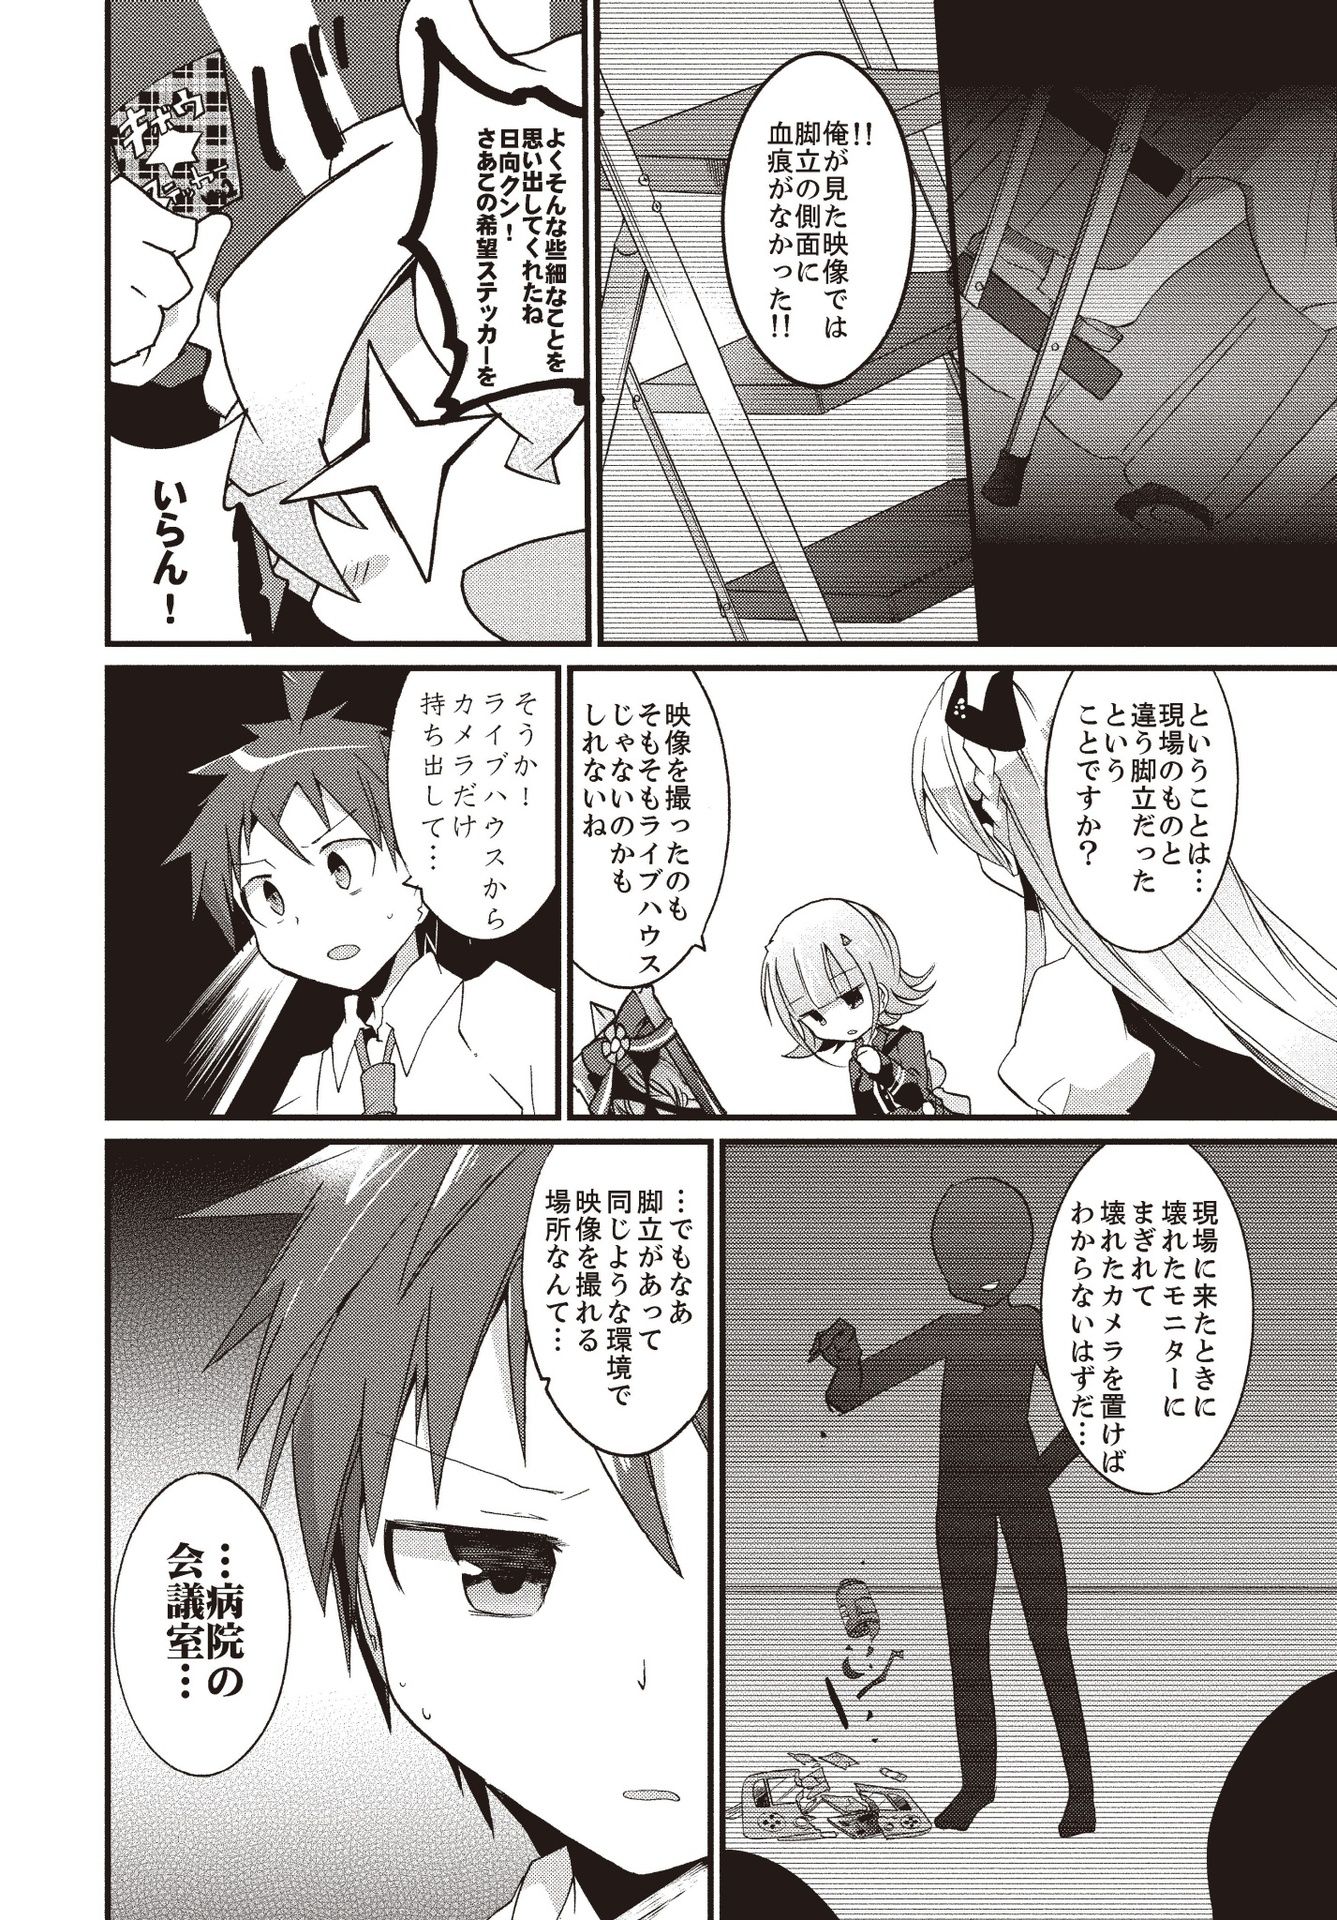 !!
俺が見た映像では
脚立の側面に
血痕がなかった!!
よくそんな些細なことを
思い出してくれたね
日向クン！
さあこの希望ステッカーを
キボウ
ステッカー
いらん！
ということは…
現場のものと
違う脚立だった
という
ことですか？
映像を撮ったのも
そもそもライブハウス
じゃないのかも
しれないね
そうか！
ライブハウスから
カメラだけ
持ち出して…
現場に来たときに
壊れたモニターに
まぎれて
壊れたカメラを置けば
わからないはずだ…
…でもなあ
脚立があって
同じような環境で
映像を撮れる
場所なんて…
…病院の
会議室…